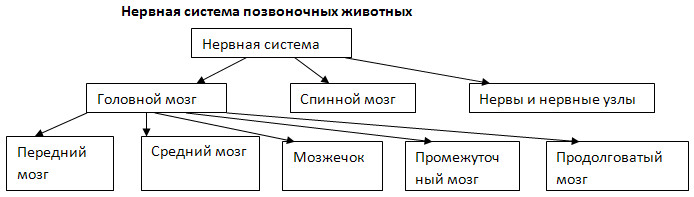 Нервная система позвоночных животных
Нервная система
Головной мозг
Спинной мозг
Нервы и нервные узлы
Передний
мозг
Средний мозг
Мозжечок
Промежуточ
ный мозг
Продолговатый
мозг